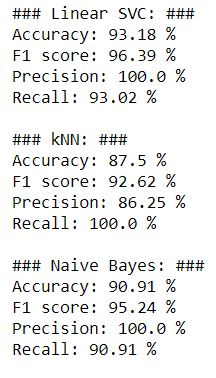 ### Linear SVC: ###
Accuracy: 93.18 %
F1 score: 96.39 %
Precision: 100.0 %
Recall: 93.02 %
### kNN: ###
Accuracy: 87.5 %
F1 score: 92.62 %
Precision: 86.25 %
Recall: 100.0 %
### Naive Bayes: ###
Accuracy: 90.91 %
F1 score: 95.24 %
Precision: 100.0 %
Recall: 90.91 %